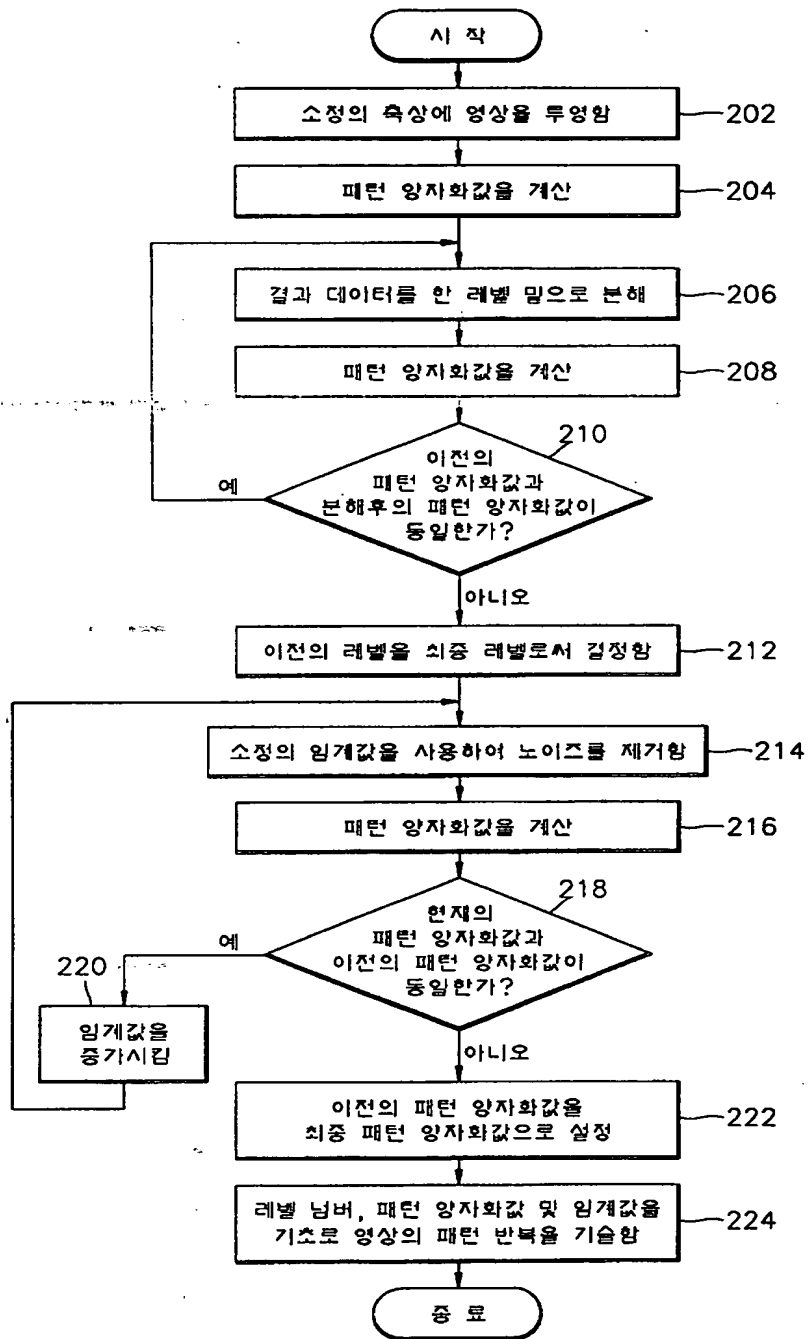 시 작
소정의 축상에 영상을 투영함
202
패턴 양자화값을 계산
204
결과 데이터를 한 레벨 밑으로 분해
206
패턴 양자화값을 계산
208
210
이전의
패턴 양자화값과
분해후의 패턴 양자화값이
동일한가?
예
아니오
이전의 레벨을 최종 레벨로써 결정함
212
소정의 임계값을 사용하여 노이즈를 제거함
214
패턴 양자화값을 계산
216
218
현재의
패턴 양자화값과
이전의 패턴 양자화값이
동일한가?
예
220
임계값을
증가시킴
아니오
이전의 패턴 양자화값을
최종 패턴 양자화값으로 설정
222
레벨 넘버, 패턴 양자화값 및 임계값을
기초로 영상의 패턴 반복을 기술함
224
종 료